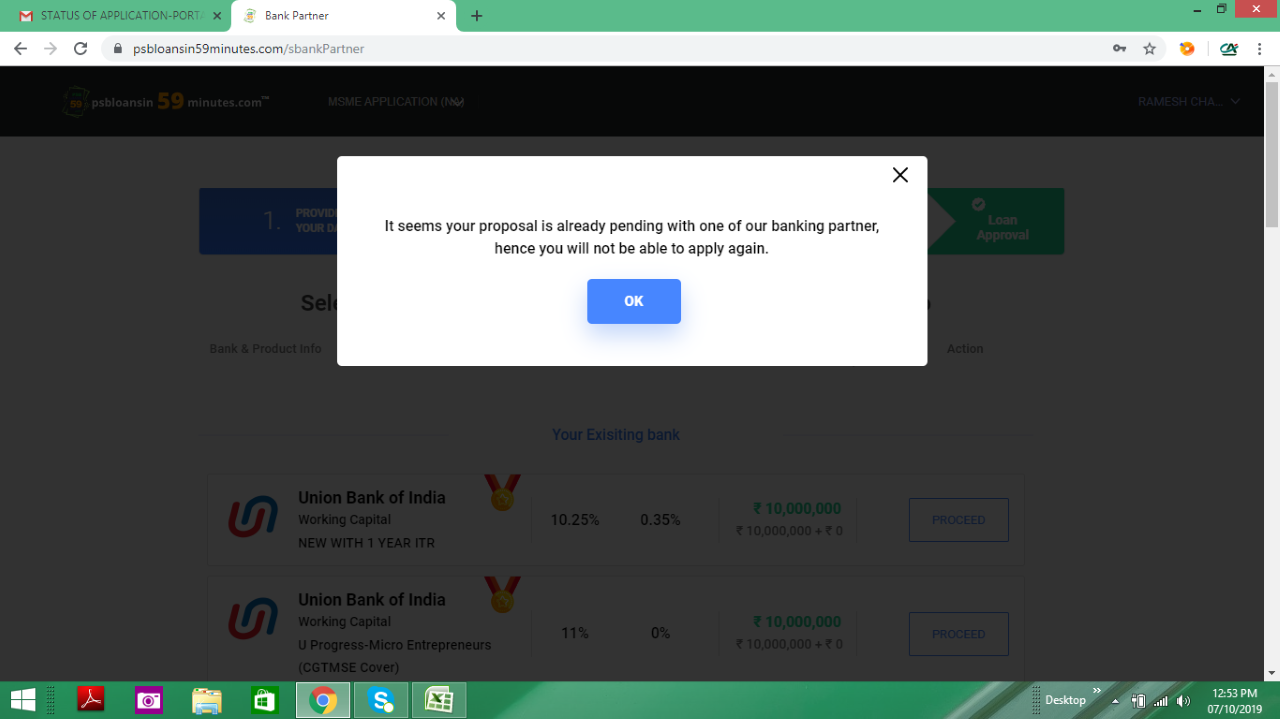 STATUS OF APPLICATION-PORTA
Bank Partner
psbloansin59minutes.com/sbankPartner
59 psbloansin 59 minutes.com™
MSME APPLICATION
RAMESH CHA...
1. PROVID
YOUR DA
Loan
Approval
It seems your proposal is already pending with one of our banking partner,
hence you will not be able to apply again.
OK
Sele
Bank & Product Info
Action
Your Exisiting bank
Union Bank of India
Working Capital
NEW WITH 1 YEAR ITR
10.25%
0.35%
₹ 10,000,000
₹ 10,000,000 + ₹ 0
PROCEED
Union Bank of India
Working Capital
U Progress-Micro Entrepreneurs
(CGTMSE Cover)
11%
0%
₹ 10,000,000
₹ 10,000,000 + ₹ 0
PROCEED
Desktop
12:53 PM
07/10/2019